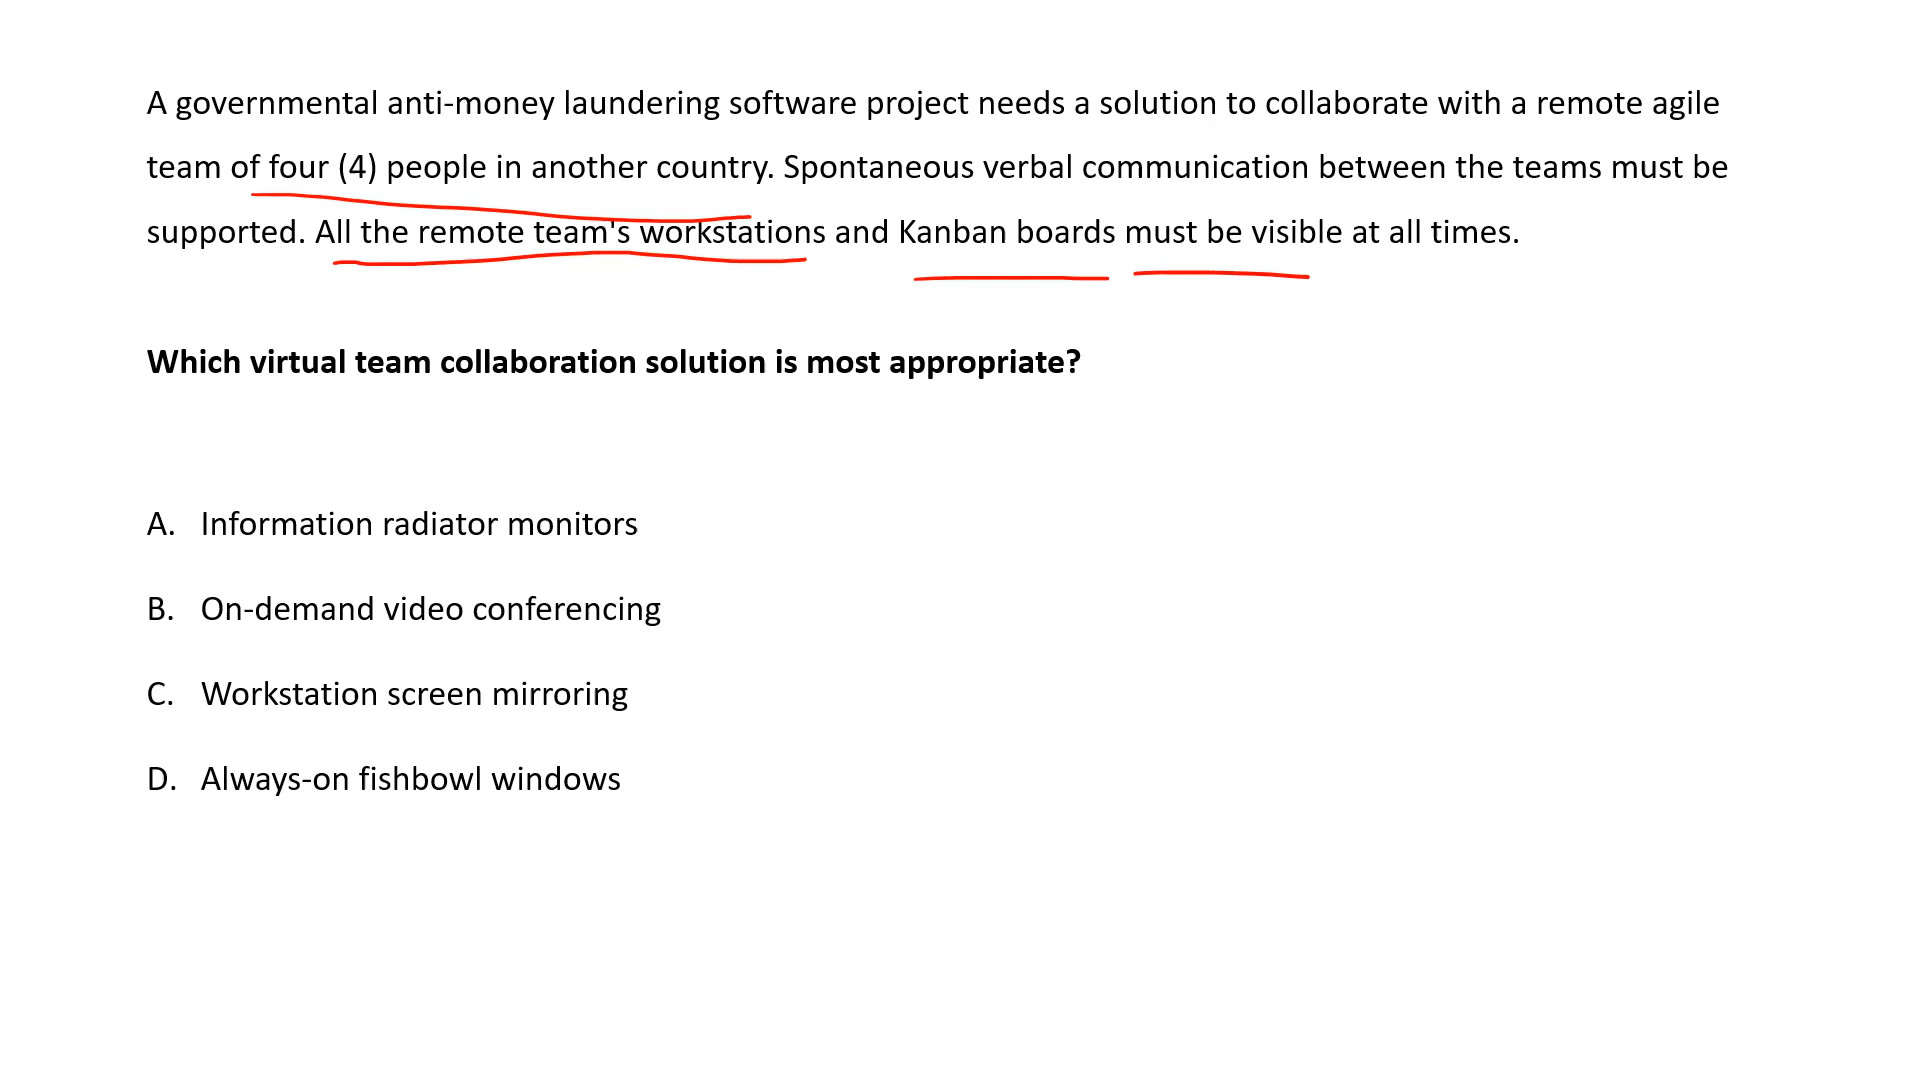 A governmental anti-money laundering software project needs a solution to collaborate with a remote agile
team of four (4) people in another country. Spontaneous verbal communication between the teams must be
supported. All the remote team's workstations and Kanban boards must be visible at all times.
Which virtual team collaboration solution is most appropriate?
A. Information radiator monitors
B. On-demand video conferencing
C. Workstation screen mirroring
D. Always-on fishbowl windows